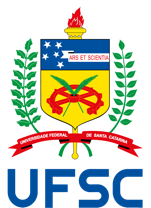 ARS ET SCIENTIA
UNIVERSIDADE FEDERAL DE SANTA CATARINA
UFSC